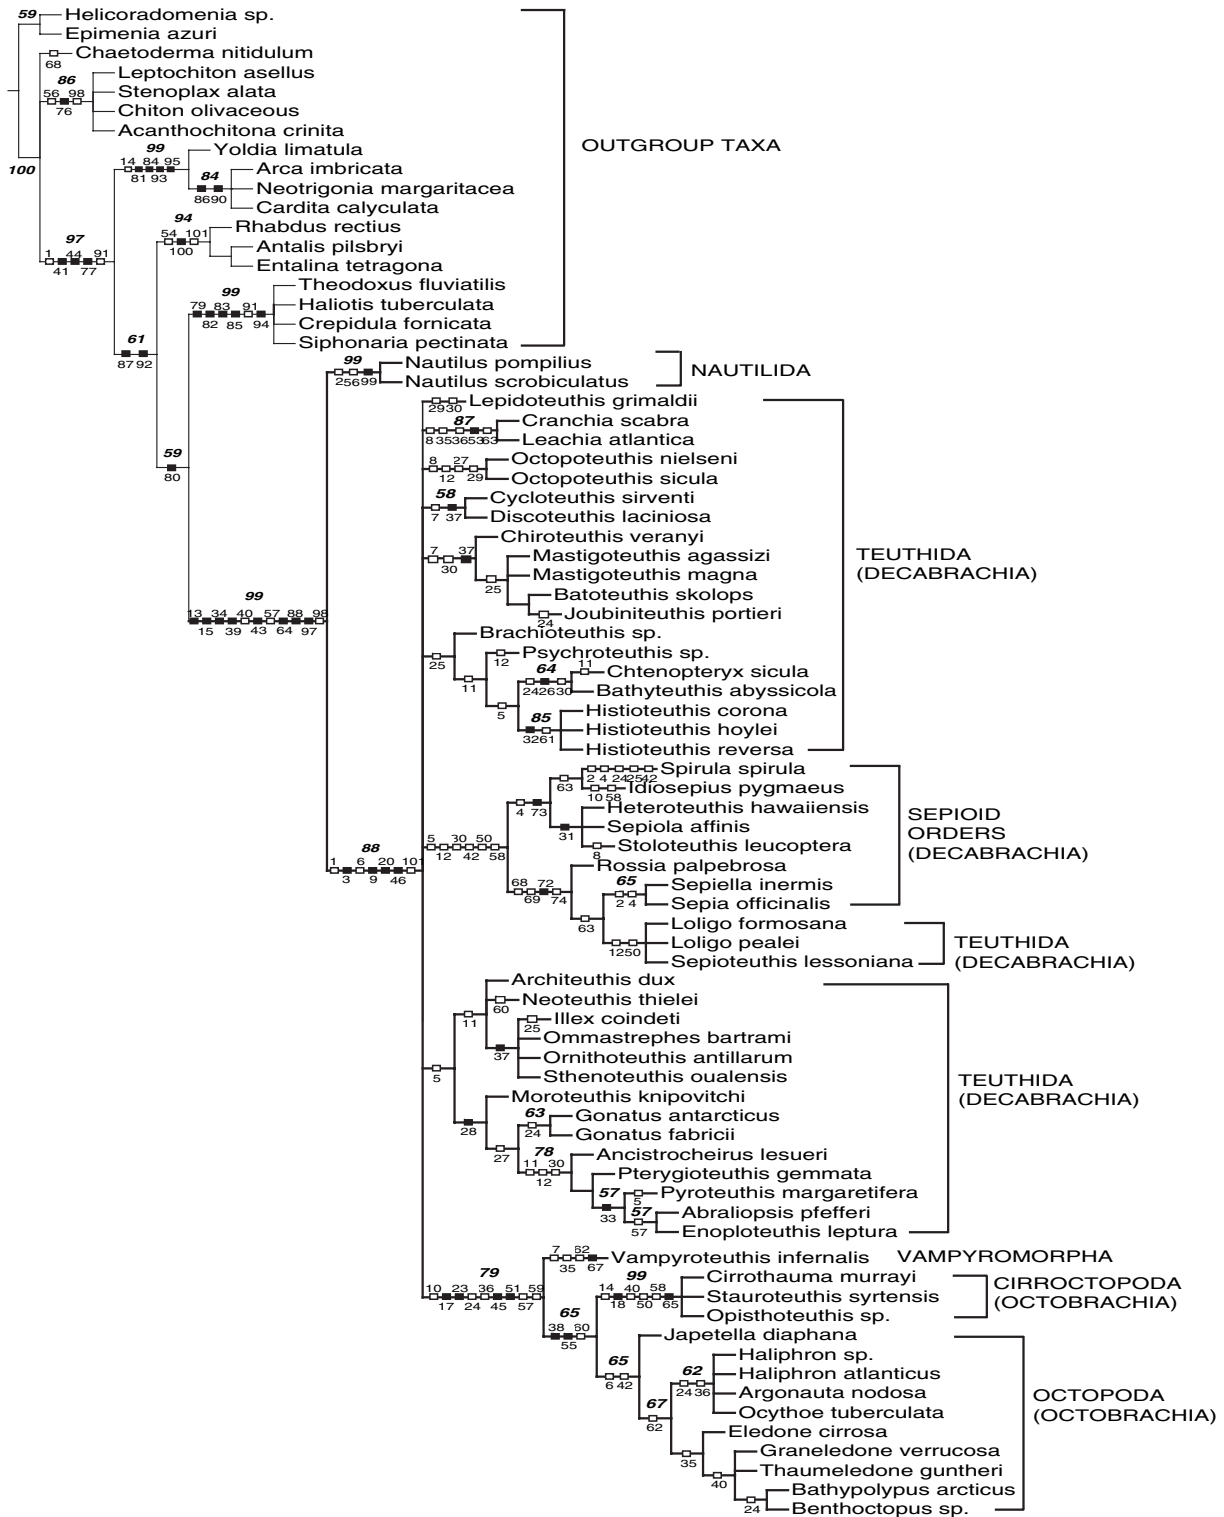 59 Helicoradomenia sp.
Epimenia azuri
Chaetoderma nitidulum
68
86 Leptochiton asellus
56 98 Stenoplax alata
76 Chiton olivaceous
Acanthochitona crinita
OUTGROUP TAXA
99 Yoldia limatula
14 84 95 Arca imbricata
100 81 93 84 Neotrigonia margaritacea
86 90 Cardita calyculata
94 Rhabdus rectius
97 54 101 Antalis pilsbryi
1 44 91 100 Entalina tetragona
41 77 Theodoxus fluviatilis
99 Haliotis tuberculata
79 83 91 Crepidula fornicata
82 85 94 Siphonaria pectinata
61
87 92
99 Nautilus pompilius
2 56 99 Nautilus scrobiculatus
NAUTILIDA
Lepidoteuthis grimaldii
29 30
87 Cranchia scabra
8 35 36 53 63 Leachia atlantica
59
80
8 27 Octopoteuthis nielseni
12 29 Octopoteuthis sicula
58 Cycloteuthis sirventi
7 37 Discoteuthis laciniosa
Chiroteuthis veranyi
7 37 Mastigoteuthis agassizi
30 25 Mastigoteuthis magna
Batoteuthis skolops
Joubiniteuthis portieri
24
TEUTHIDA
(DECABRACHIA)
99
13 34 40 57 88 98
15 39 43 64 97
Brachioteuthis sp.
25 12 Psychroteuthis sp.
11 64 11 Chtenopteryx sicula
24 26 30 Bathyteuthis abyssicola
5 85 Histioteuthis corona
32 61 Histioteuthis hoylei
Histioteuthis reversa
Spirula spirula
63 2 4 24 25 42
Idiosepius pygmaeus
10 58
4 73 Heteroteuthis hawaiiensis
31 Sepiola affinis
8 Stoloteuthis leucoptera
SEPIOID
ORDERS
(DECABRACHIA)
5 30 50
12 42 58
88
1 6 20 101
3 9 46
Rossia palpebrosa
68 72 65 Sepiella inermis
69 74 2 4 Sepia officinalis
63 Loligo formosana
12 50 Loligo pealei
Sepioteuthis lessoniana
TEUTHIDA
(DECABRACHIA)
Architeuthis dux
11 60 Neoteuthis thielei
25 Illex coindeti
Ommastrephes bartrami
37 Ornithoteuthis antillarum
5 Sthenoteuthis oualensis
Moroteuthis knipovitchi
28 63 Gonatus antarcticus
24 Gonatus fabricii
27 78 Ancistrocheirus lesueri
11 30 Pterygioteuthis gemmata
12 57 5 Pyroteuthis margaretifera
33 57 Abraliopsis pfefferi
57 Enoploteuthis leptura
TEUTHIDA
(DECABRACHIA)
7 62 Vampyroteuthis infernalis VAMPYROMORPHA
35 67
79
10 23 36 51 59
17 24 45 57
99 Cirrothauma murrayi
14 40 58 Stauroteuthis syrtensis
18 50 65 Opisthoteuthis sp.
CIRROCTOPODA
(OCTOBRACHIA)
65
38 60
55
65 Japetella diaphana
6 42 Haliphron sp.
62 Haliphron atlanticus
24 36 Argonauta nodosa
67 Ocythoe tuberculata
62 Eledone cirrosa
35 Graneledone verrucosa
40 Thaumeledone guntheri
Bathypolypus arcticus
24 Benthoctopus sp.
OCTOPODA
(OCTOBRACHIA)